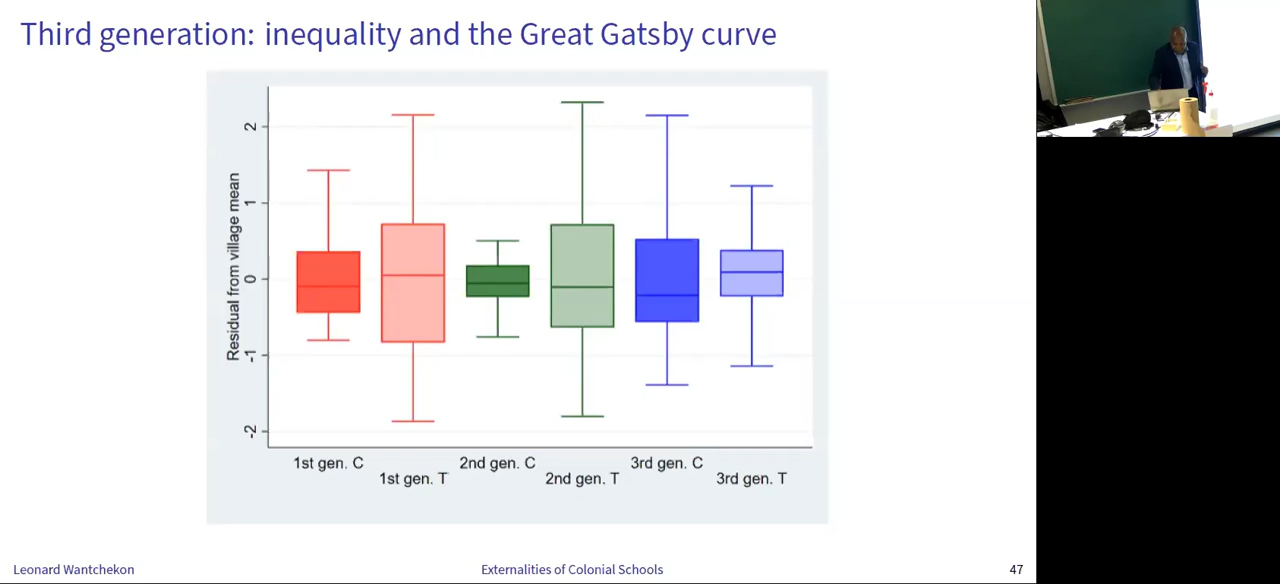 Third generation: inequality and the Great Gatsby curve
Residual from village mean
2
1
0
-1
-2
1st gen. C
1st gen. T
2nd gen. C
2nd gen. T
3rd gen. C
3rd gen. T
Leonard Wantchekon
Externalities of Colonial Schools
47